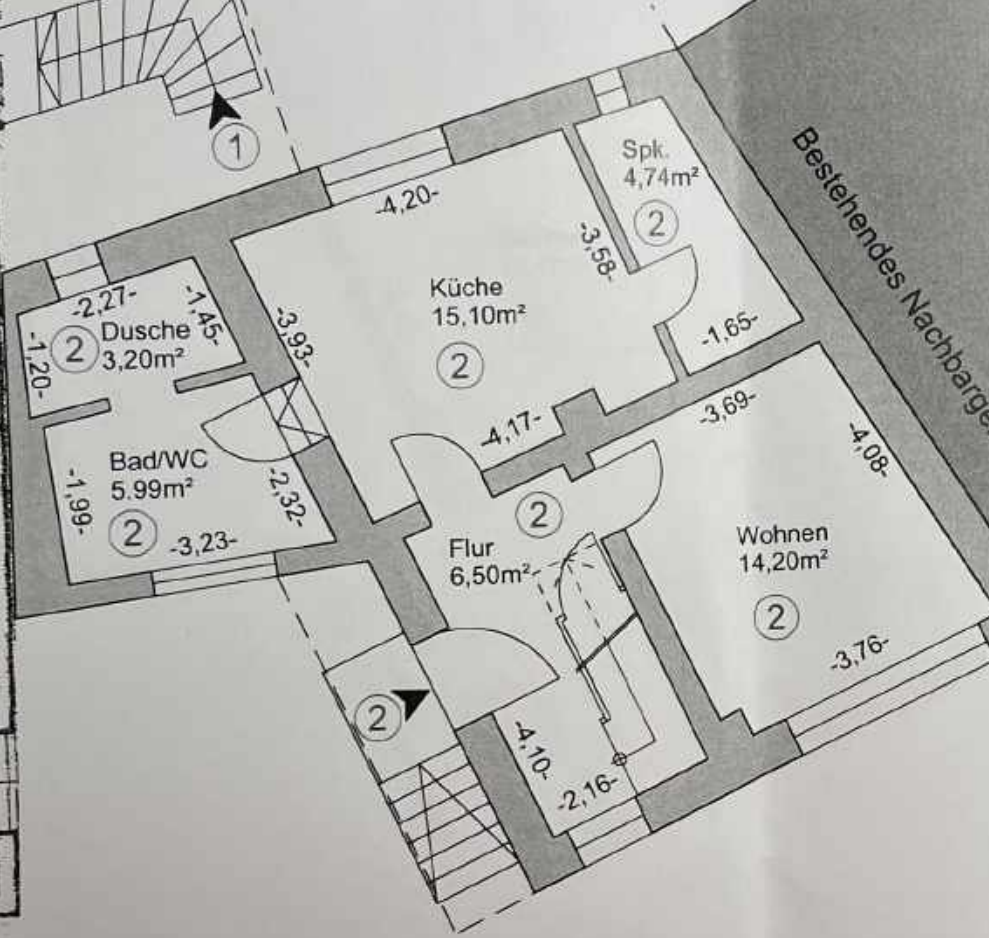 1
Spk.
4,74m²
2
-4,20-
-3,58-
Bestehendes Nachbarge
-2,27-
-1,45-
Küche
15,10m²
2
-3,93-
-1,20-
2
Dusche
3,20m²
-1,65-
-4,17-
-3,69-
-4,08-
Bad/WC
5.99m²
2
-1,99-
-2,32-
-3,23-
2
Flur
6,50m²
Wohnen
14,20m²
2
-3,76-
2
-4,10-
-2,16-